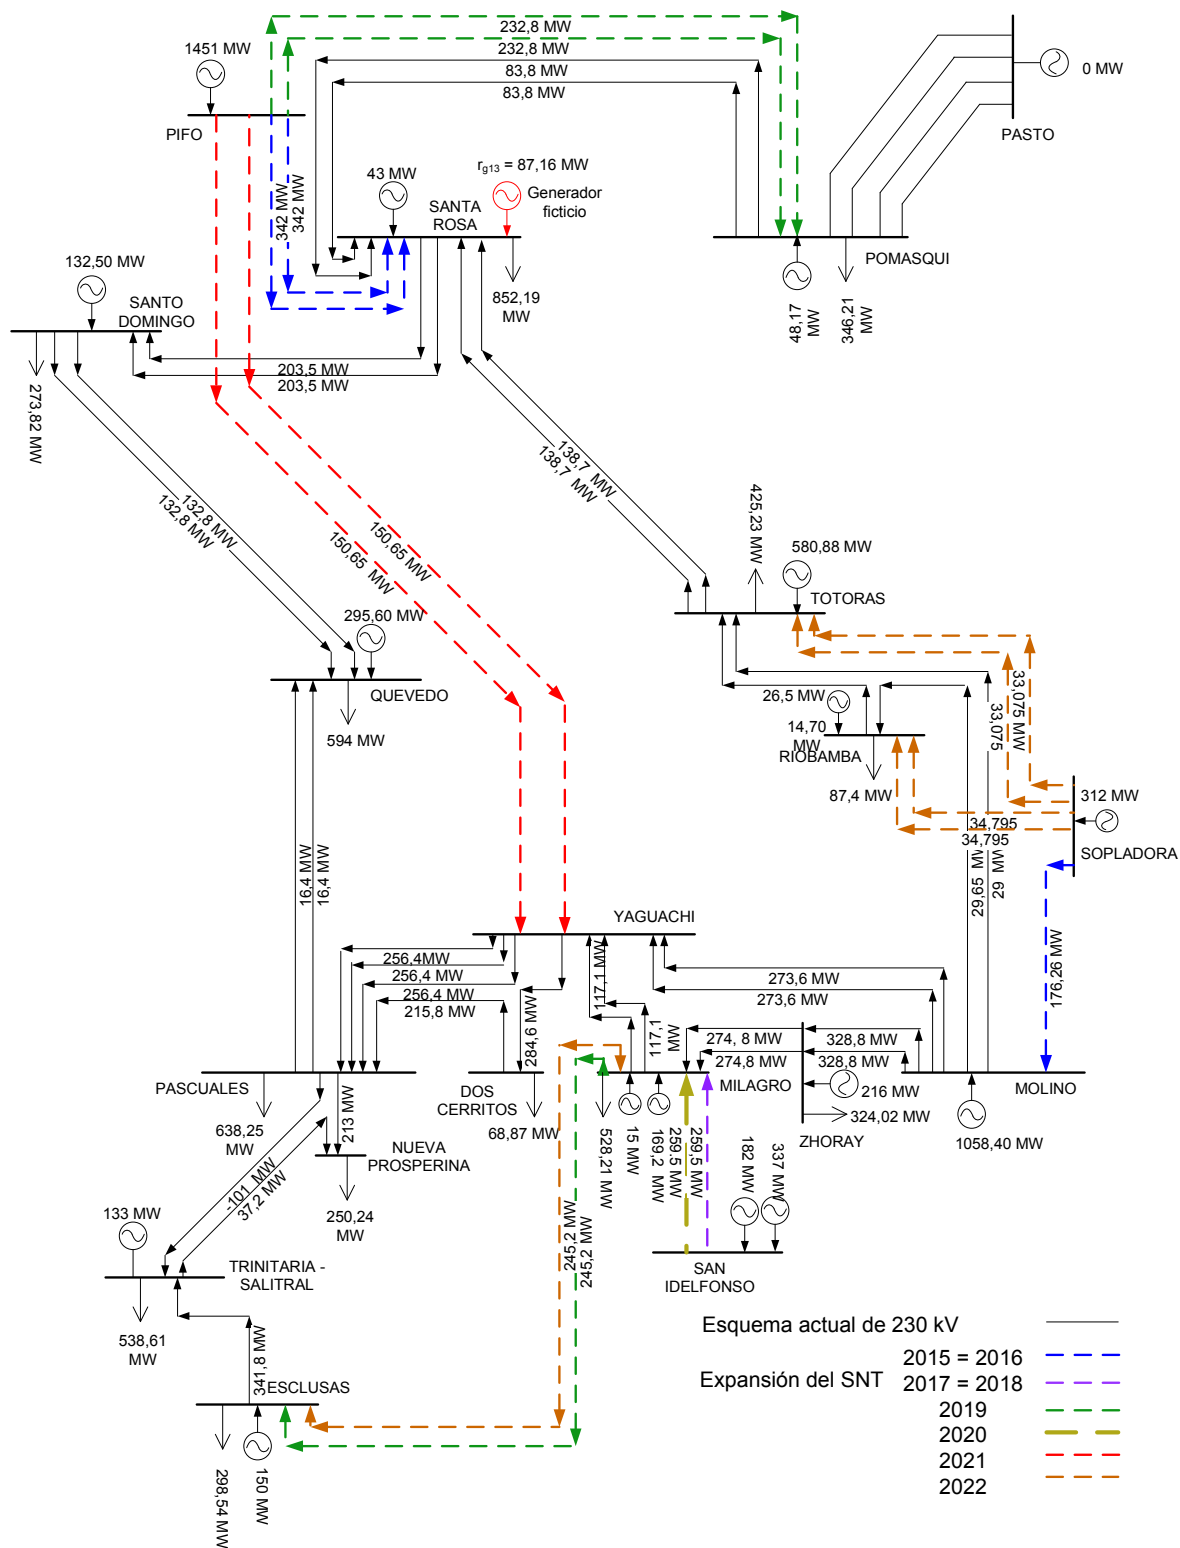 232,8 MW
232,8 MW
83,8 MW
83,8 MW
1451 MW
PIFO
0 MW
PASTO
342 MW
342 MW
43 MW
SANTA
ROSA
r_g13 = 87,16 MW
Generador
ficticio
852,19
MW
POMASQUI
48,17
MW
346,21
MW
132,50 MW
SANTO
DOMINGO
203,5 MW
203,5 MW
273,82 MW
132,8 MW
132,8 MW
138,7 MW
138,7 MW
150,65 MW
150,65 MW
425,23 MW
580,88 MW
TOTORAS
295,60 MW
QUEVEDO
594 MW
26,5 MW
14,70
MW
RIOBAMBA
87,4 MW
33,075 MW
33,075
312 MW
34,795
34,795
SOPLADORA
29,65 MW
29 MW
176,26 MW
16,4 MW
16,4 MW
YAGUACHI
256,4MW
256,4 MW
256,4 MW
215,8 MW
284,6 MW
117,1 MW
117,1
MW
273,6 MW
273,6 MW
274, 8 MW
274,8 MW
328,8 MW
328,8 MW
PASCUALES
638,25
MW
213 MW
NUEVA
PROSPERINA
250,24
MW
DOS
CERRITOS
68,87 MW
MILAGRO
528,21 MW
15 MW
169,2 MW
259,5 MW
259,5 MW
216 MW
324,02 MW
ZHORAY
MOLINO
1058,40 MW
182 MW
337 MW
SAN
IDELFONSO
-101 MW
37,2 MW
133 MW
TRINITARIA -
SALITRAL
538,61
MW
245,2 MW
245,2 MW
341,8 MW
ESCLUSAS
298,54 MW
150 MW
Esquema actual de 230 kV
Expansión del SNT
2015 = 2016
2017 = 2018
2019
2020
2021
2022